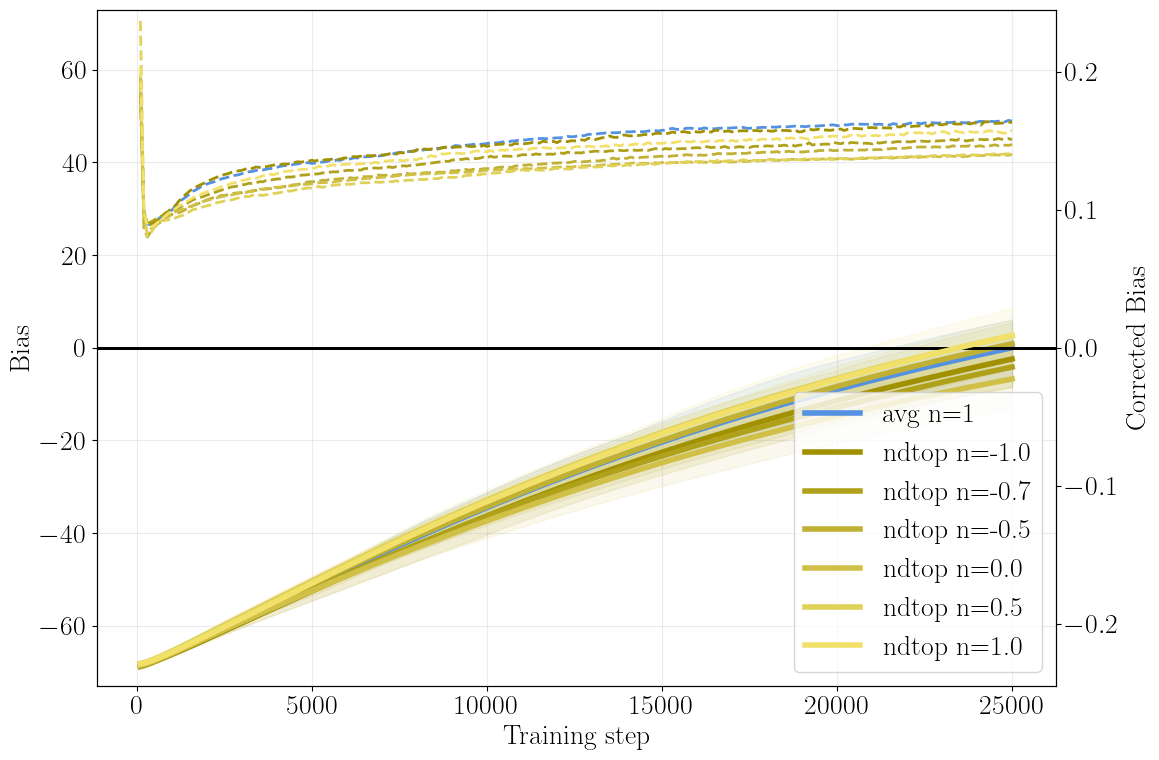 60
40
20
0
−20
−40
−60
Bias
0.2
0.1
0.0
−0.1
−0.2
Corrected Bias
avg n=1
ndtop n=-1.0
ndtop n=-0.7
ndtop n=-0.5
ndtop n=0.0
ndtop n=0.5
ndtop n=1.0
0 5000 10000 15000 20000 25000
Training step